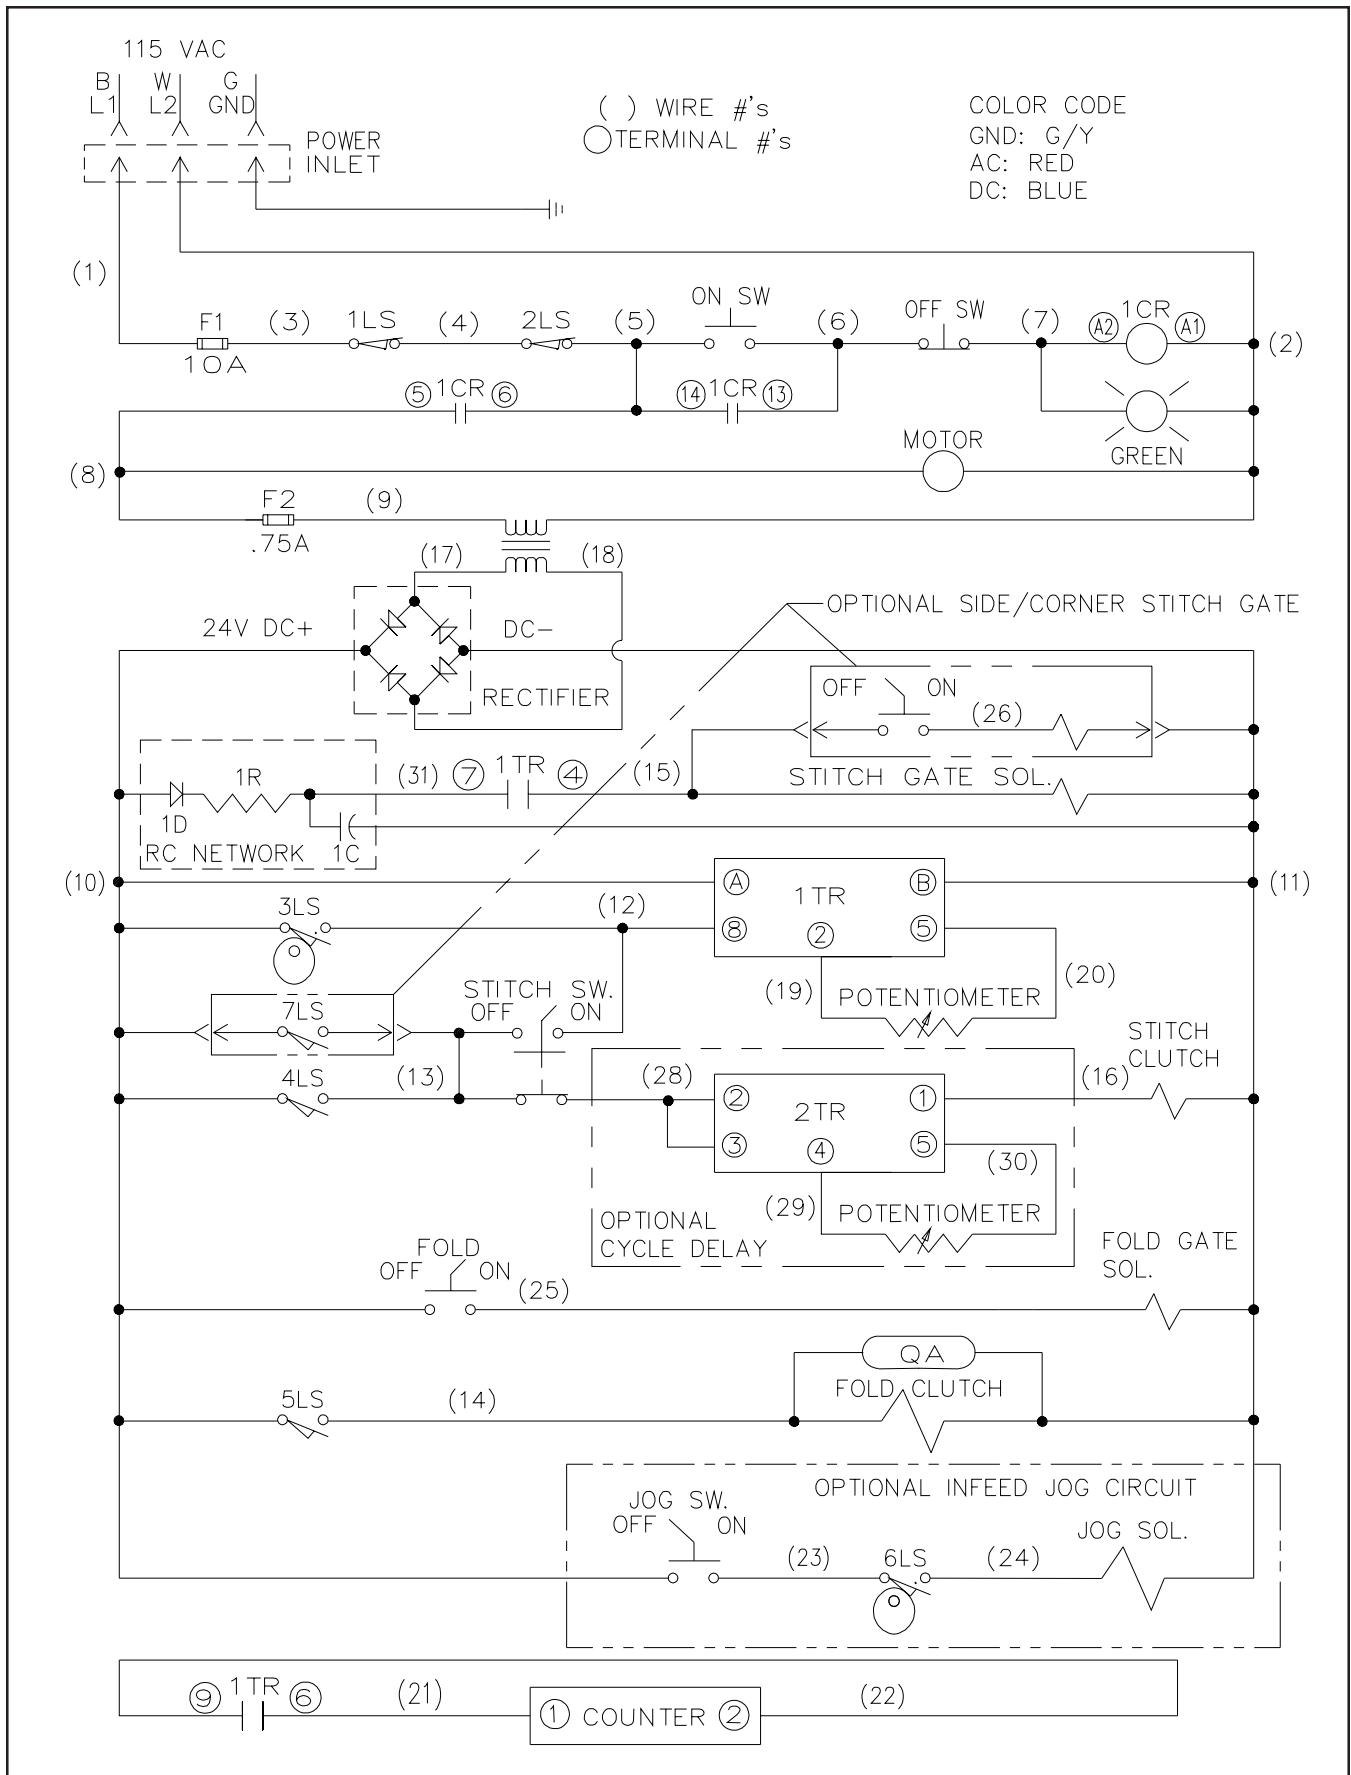 115 VAC
B W G
L1 L2 GND
POWER
INLET
( ) WIRE #'s
TERMINAL #'s
COLOR CODE
GND: G/Y
AC: RED
DC: BLUE
(1)
F1
10A
(3)
1LS
(4)
2LS
(5)
ON SW
(6)
OFF SW
(7)
A2 1CR A1
(2)
5 1CR 6
14 1CR 13
GREEN
MOTOR
(8)
F2
.75A
(9)
(17)
(18)
24V DC+
DC-
RECTIFIER
OPTIONAL SIDE/CORNER STITCH GATE
OFF ON
(26)
STITCH GATE SOL.
1R
1D
RC NETWORK 1C
(31) 7 1TR 4 (15)
(10)
A 1TR B
8 2 5
(11)
3LS
(12)
(19) POTENTIOMETER (20)
7LS
STITCH SW.
OFF ON
STITCH
CLUTCH
4LS
(13)
(28)
2 2TR 1
3 4 5
(16)
(30)
(29) POTENTIOMETER
OPTIONAL
CYCLE DELAY
FOLD
OFF ON
(25)
FOLD GATE
SOL.
QA
FOLD CLUTCH
5LS
(14)
OPTIONAL INFEED JOG CIRCUIT
JOG SW.
OFF ON
(23)
6LS
(24)
JOG SOL.
9 1TR 6
(21)
1 COUNTER 2
(22)